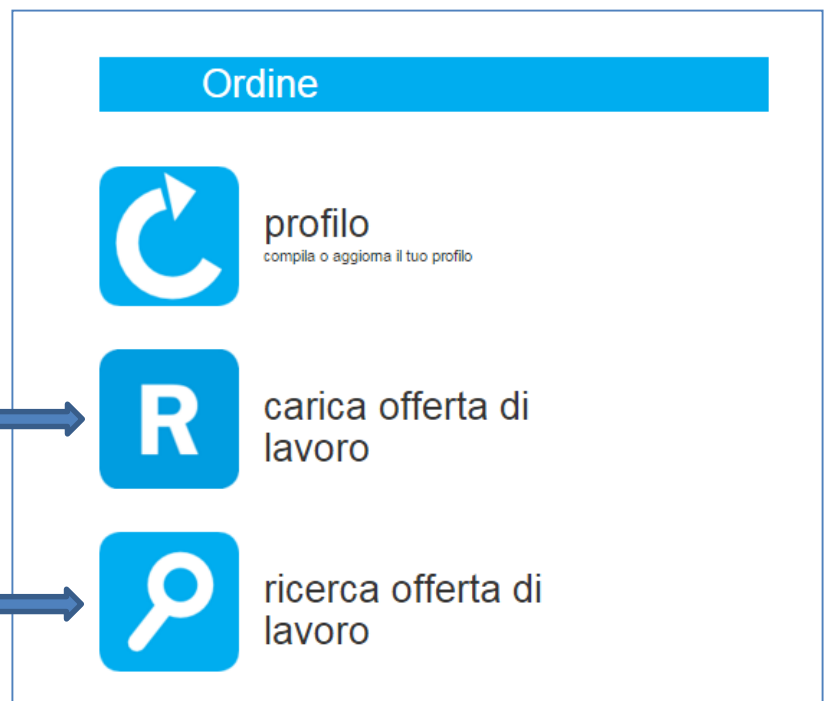 Ordine
profilo
compila o aggiorna il tuo profilo
R
carica offerta di
lavoro
ricerca offerta di
lavoro